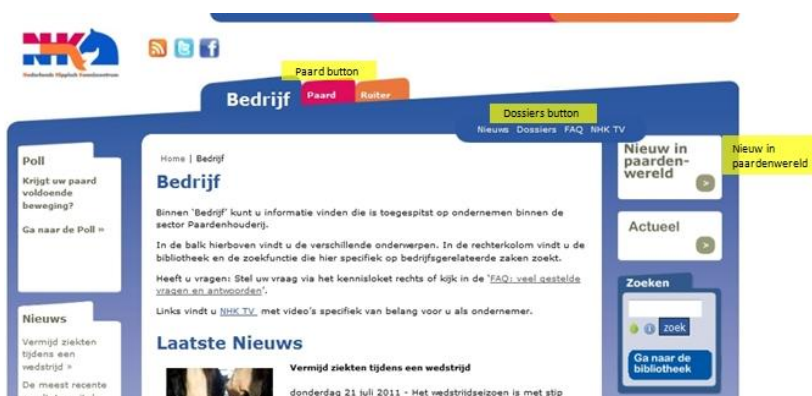 NHK
Nederlands Hippisch Kenniscentrum
Paard button
Bedrijf
Paard
Ruiter
Dossiers button
Nieuws Dossiers FAQ NHK TV
Poll
Krijgt uw paard
voldoende
beweging?
Ga naar de Poll »
Nieuws
Vermijd ziekten
tijdens een
wedstrijd »
De meest recente
Home | Bedrijf
Bedrijf
Binnen 'Bedrijf' kunt u informatie vinden die is toegespitst op ondernemen binnen de
sector Paardenhouderij.
In de balk hierboven vindt u de verschillende onderwerpen. In de rechterkolom vindt u de
bibliotheek en de zoekfunctie die hier specifiek op bedrijfsgerelateerde zaken zoekt.
Heeft u vragen: Stel uw vraag via het kennisloket rechts of kijk in de 'FAQ: veel gestelde
vragen en antwoorden'.
Links vindt u NHK TV met video's specifiek van belang voor u als ondernemer.
Laatste Nieuws
Vermijd ziekten tijdens een wedstrijd
donderdag 21 juli 2011 - Het wedstrijdseizoen is met stip
Nieuw in
paarden-
wereld
Nieuw in
paardenwereld
Actueel
Zoeken
zoek
Ga naar de
bibliotheek